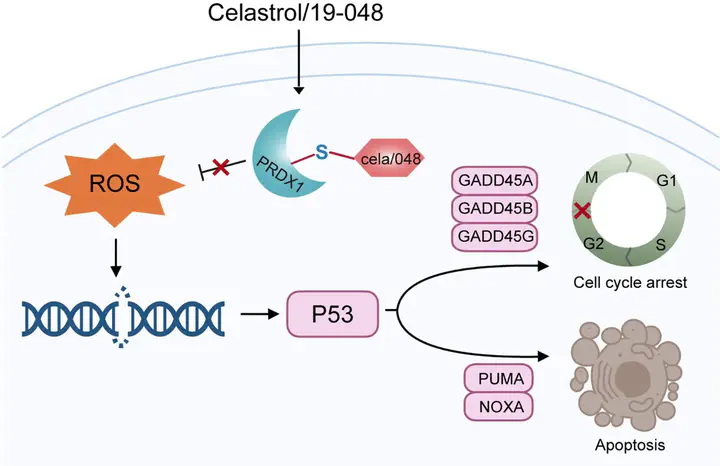 Celastrol/19-048
PRDX1
S
cela/048
ROS
GADD45A
GADD45B
GADD45G
M
G1
G2
S
Cell cycle arrest
P53
PUMA
NOXA
Apoptosis